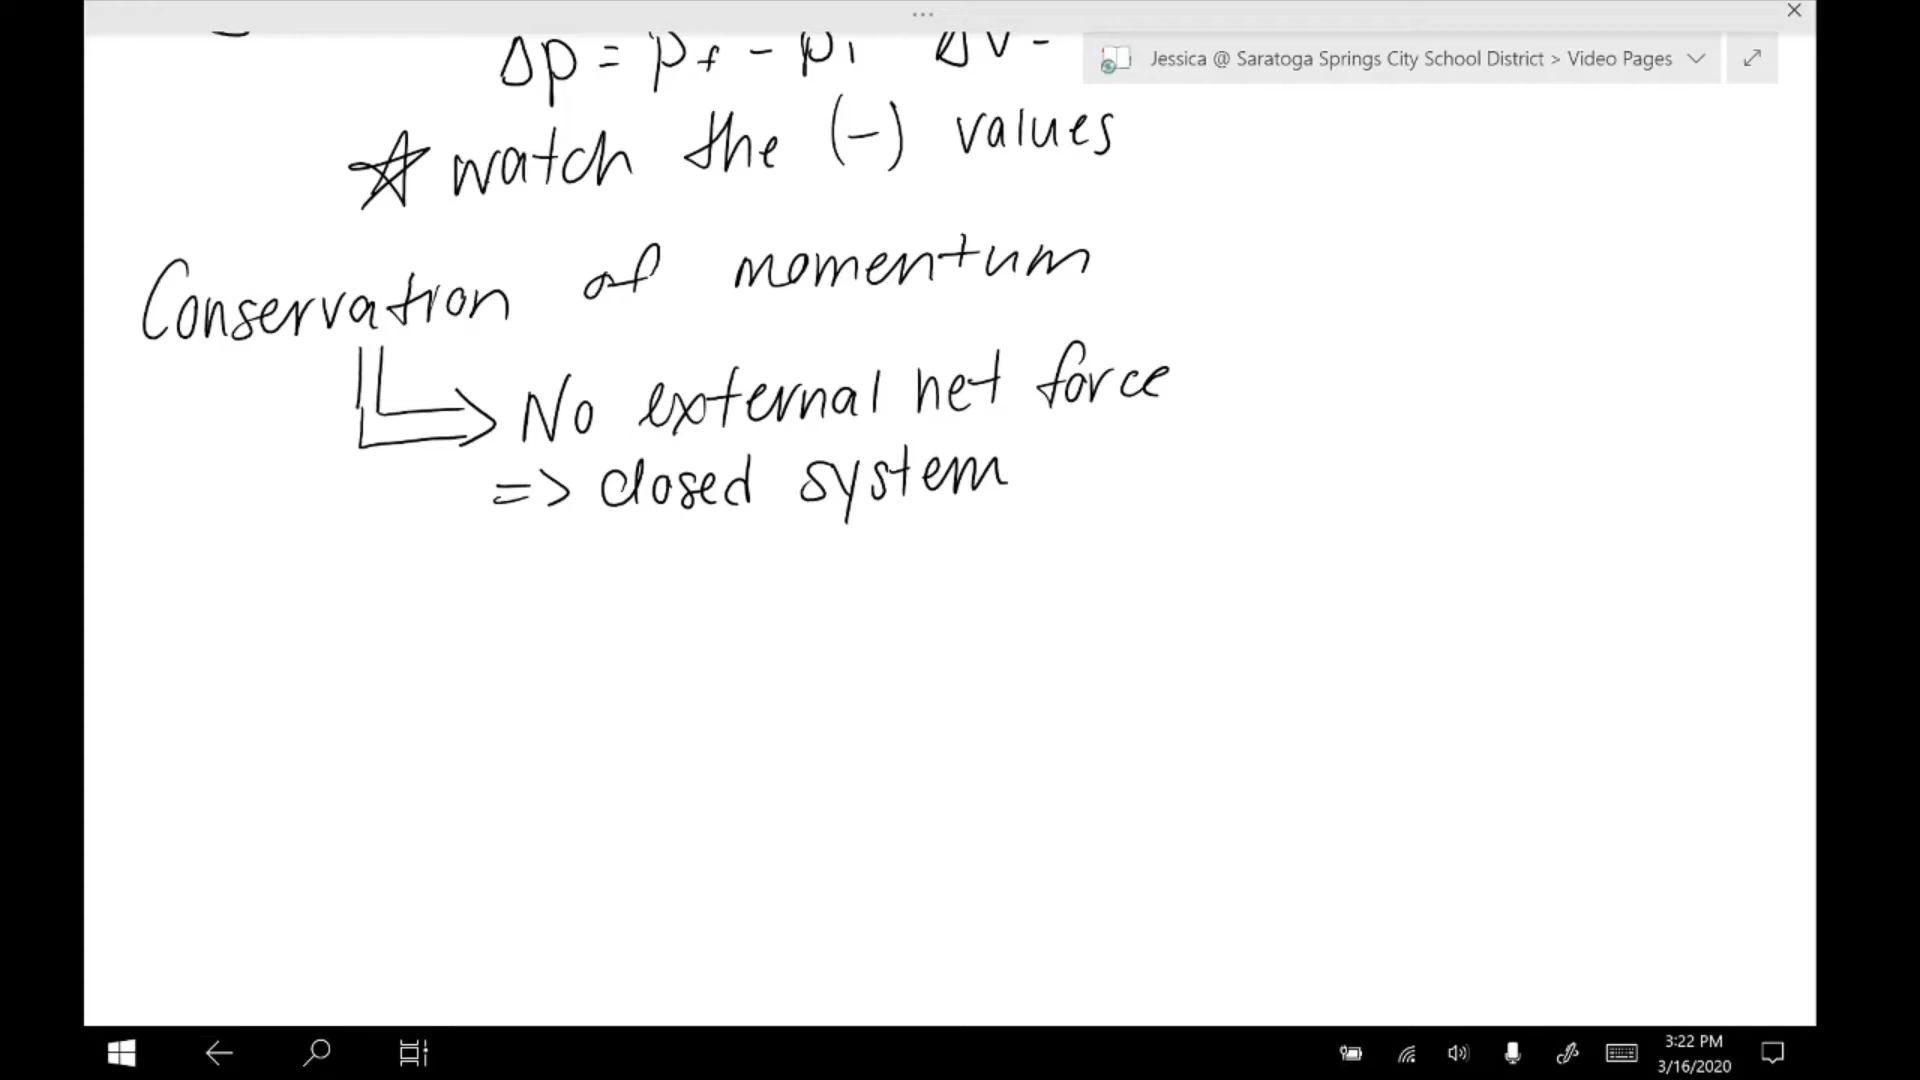 Δp = pf - pi Δv -
Jessica @ Saratoga Springs City School District > Video Pages
☆ watch the (-) values
Conservation of momentum
No external net force
=> closed system
3:22 PM
3/16/2020